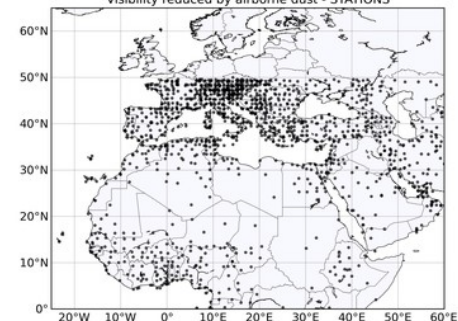 Visibility reduced by airborne dust - STATIONS
60°N
50°N
40°N
30°N
20°N
10°N
0°
20°W 10°W 0° 10°E 20°E 30°E 40°E 50°E 60°E